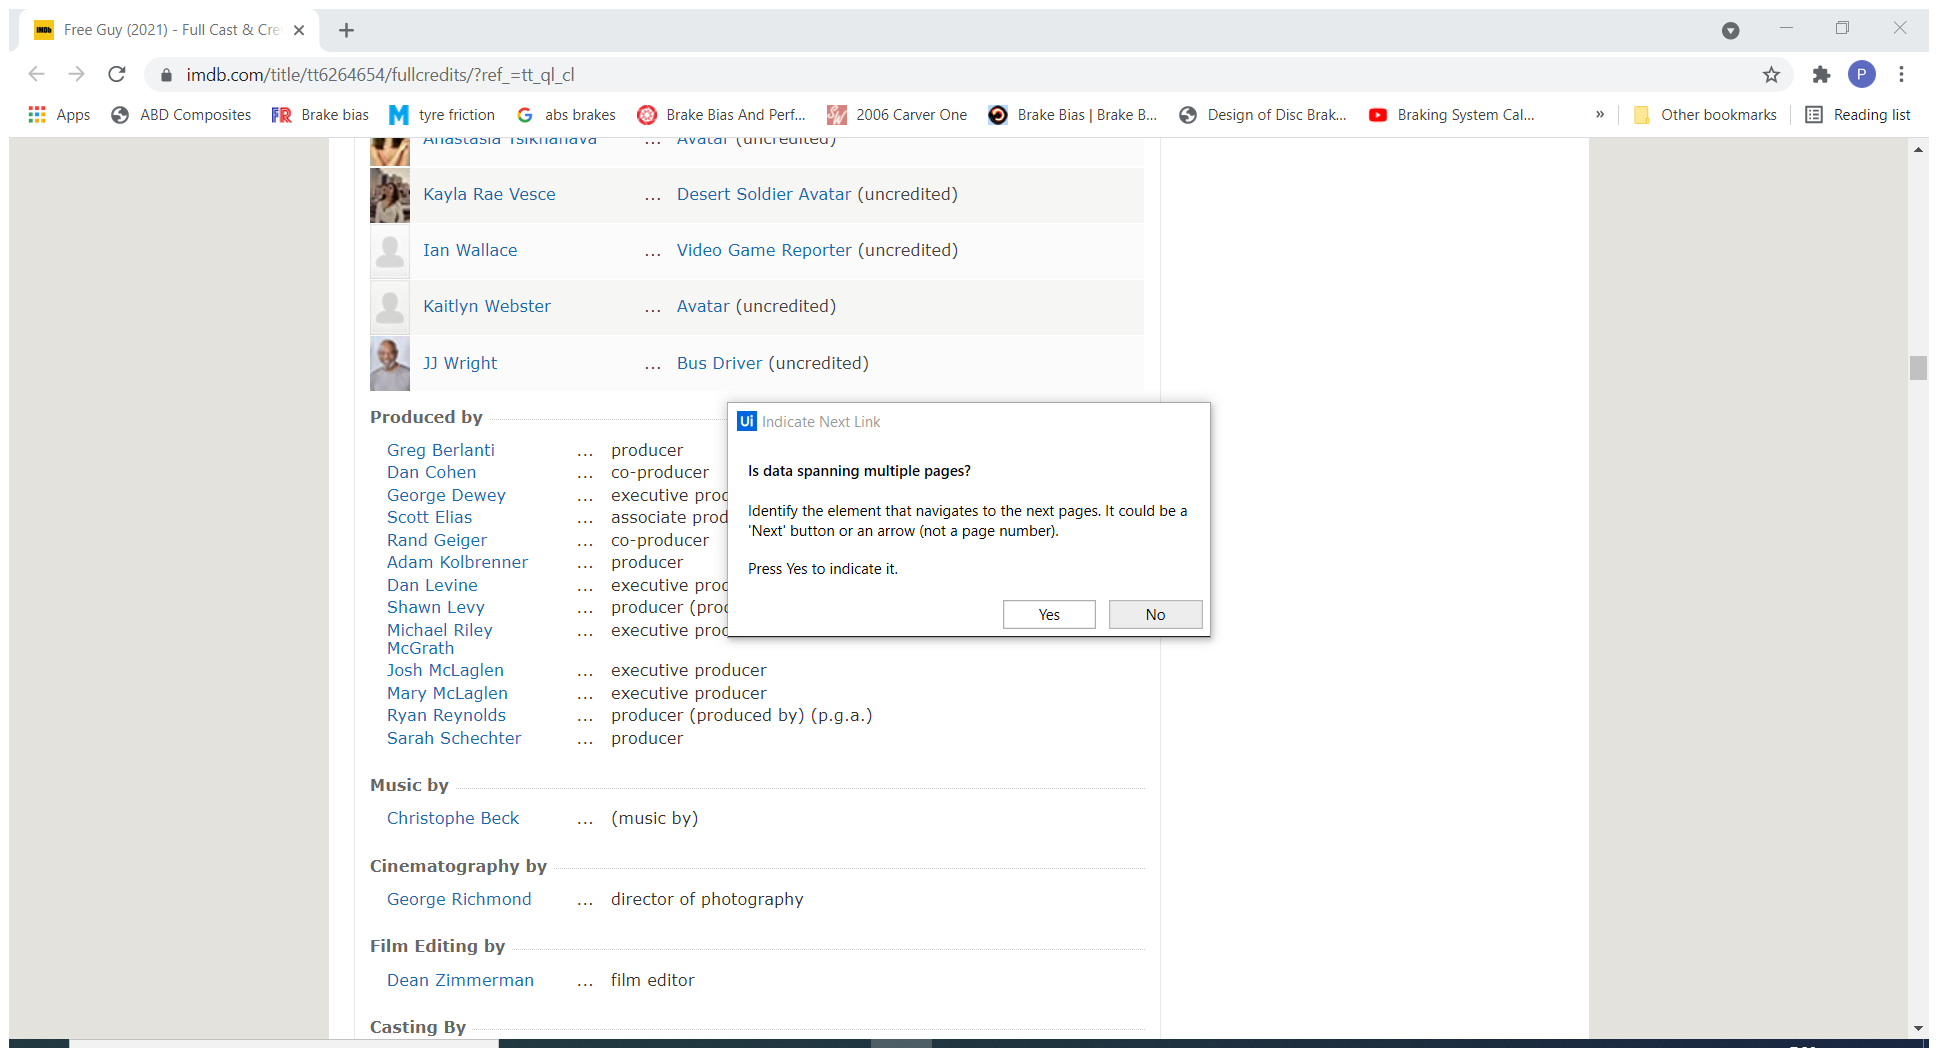 IMDb Free Guy (2021) - Full Cast & Cre
imdb.com/title/tt6264654/fullcredits/?ref_=tt_ql_cl P
Apps ABD Composites FR Brake bias M tyre friction G abs brakes Brake Bias And Perf... SW 2006 Carver One Brake Bias | Brake B... Design of Disc Brak... Braking System Cal... » Other bookmarks Reading list
Anastasia Tsikhanava ... Avatar (uncredited)
Kayla Rae Vesce ... Desert Soldier Avatar (uncredited)
Ian Wallace ... Video Game Reporter (uncredited)
Kaitlyn Webster ... Avatar (uncredited)
JJ Wright ... Bus Driver (uncredited)
Produced by
Greg Berlanti ... producer
Dan Cohen ... co-producer
George Dewey ... executive prod
Scott Elias ... associate prod
Rand Geiger ... co-producer
Adam Kolbrenner ... producer
Dan Levine ... executive prod
Shawn Levy ... producer (prod
Michael Riley ... executive prod
McGrath
Josh McLaglen ... executive producer
Mary McLaglen ... executive producer
Ryan Reynolds ... producer (produced by) (p.g.a.)
Sarah Schechter ... producer
Music by
Christophe Beck ... (music by)
Cinematography by
George Richmond ... director of photography
Film Editing by
Dean Zimmerman ... film editor
Casting By
Ui Indicate Next Link
Is data spanning multiple pages?
Identify the element that navigates to the next pages. It could be a
'Next' button or an arrow (not a page number).
Press Yes to indicate it.
Yes No